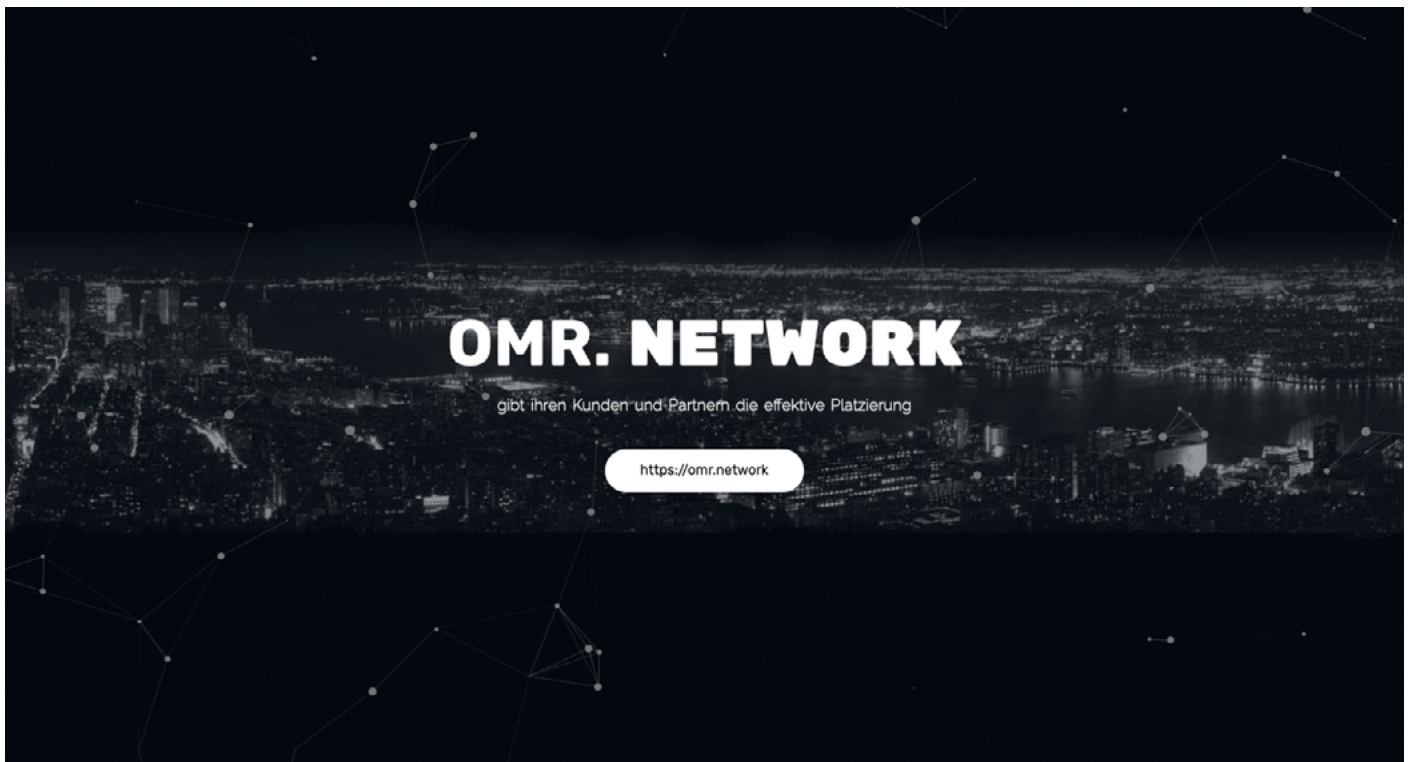 OMR. NETWORK
gibt ihren Kunden und Partnern die effektive Platzierung
https://omr.network